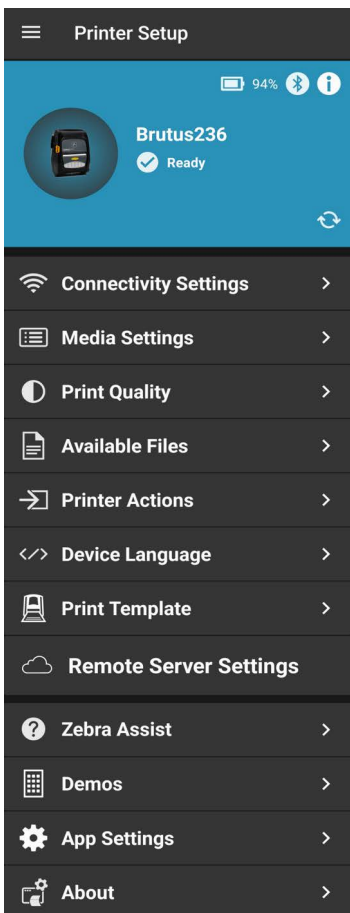 Printer Setup
94%
Brutus236
Ready
Connectivity Settings
Media Settings
Print Quality
Available Files
Printer Actions
Device Language
Print Template
Remote Server Settings
Zebra Assist
Demos
App Settings
About